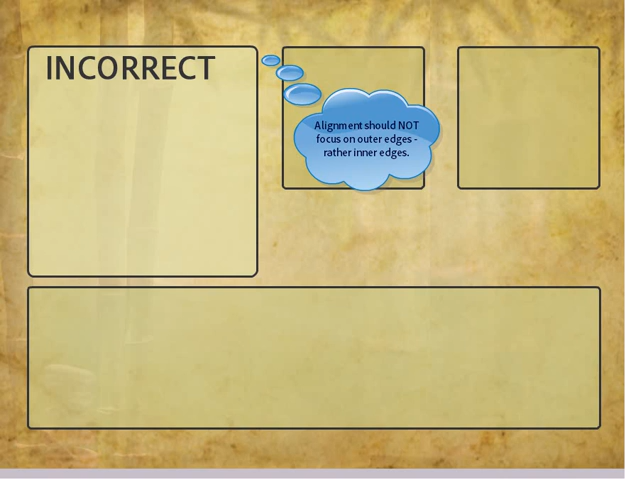 INCORRECT
Alignment should NOT
focus on outer edges -
rather inner edges.